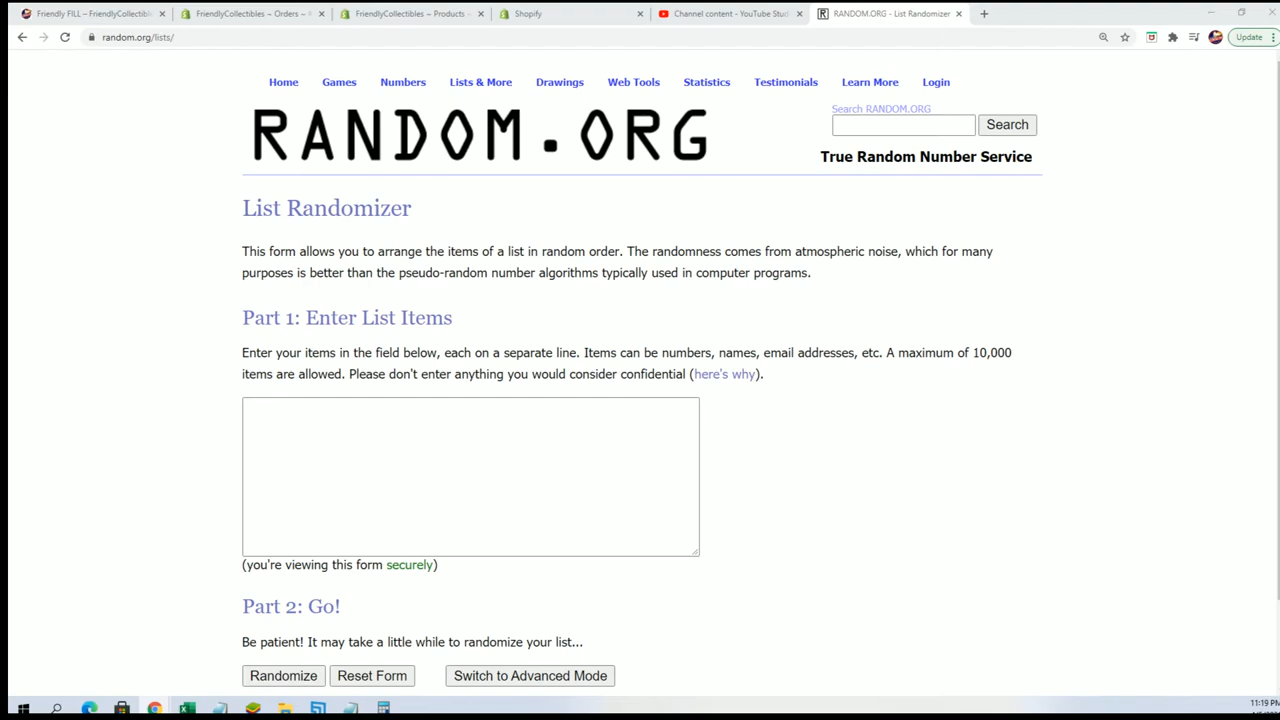 Friendly FILL – FriendlyCollectible
FriendlyCollectibles ~ Orders ~
FriendlyCollectibles ~ Products ~
Shopify
Channel content - YouTube Stud
RANDOM.ORG - List Randomizer
random.org/lists/
Update
Home Games Numbers Lists & More Drawings Web Tools Statistics Testimonials Learn More Login
RANDOM.ORG
Search RANDOM.ORG
Search
True Random Number Service
List Randomizer
This form allows you to arrange the items of a list in random order. The randomness comes from atmospheric noise, which for many
purposes is better than the pseudo-random number algorithms typically used in computer programs.
Part 1: Enter List Items
Enter your items in the field below, each on a separate line. Items can be numbers, names, email addresses, etc. A maximum of 10,000
items are allowed. Please don't enter anything you would consider confidential (here's why).
(you're viewing this form securely)
Part 2: Go!
Be patient! It may take a little while to randomize your list...
Randomize Reset Form Switch to Advanced Mode
11:19 PM